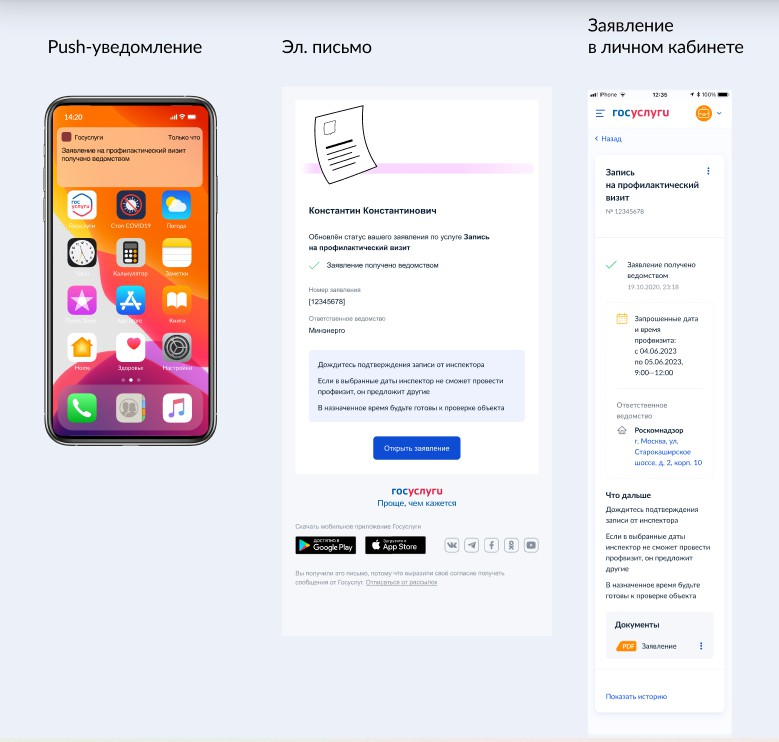 Push-уведомление
Эл. письмо
Заявление
в личном кабинете
14:20
Госуслуги
Только что
Заявление на профилактический визит
получено ведомством
гос
услуги
Госуслуги
Стоп COVID19
Погода
Калькулятор
Заметки
Книги
Home
Здоровье
Настройки
Константин Константинович
Обновлён статус вашего заявления по услуге Запись
на профилактический визит
Заявление получено ведомством
Номер заявления
[12345678]
Ответственное ведомство
Минэнерго
Дождитесь подтверждения записи от инспектора
Если в выбранные даты инспектор не сможет провести
профвизит, он предложит другие
В назначенное время будьте готовы к проверке объекта
Открыть заявление
госуслуги
Проще, чем кажется
Скачать мобильное приложение Госуслуги
ДОСТУПНО В
Google Play
Загрузите в
App Store
Вы получили это письмо, потому что выразили своё согласие получать
сообщения от Госуслуг. Отписаться от рассылок
iPhone
12:36
100%
госуслуги
Назад
Запись
на профилактический
визит
№ 12345678
Заявление получено
ведомством
19.10.2020, 23:18
Запрошенные дата
и время
профвизита:
с 04.06.2023
по 05.06.2023,
9:00—12:00
Ответственное
ведомство
Роскомнадзор
г. Москва, ул.
Старокаширское
шоссе, д. 2, корп. 10
Что дальше
Дождитесь подтверждения
записи от инспектора
Если в выбранные даты
инспектор не сможет провести
профвизит, он предложит
другие
В назначенное время будьте
готовы к проверке объекта
Документы
PDF
Заявление
Показать историю